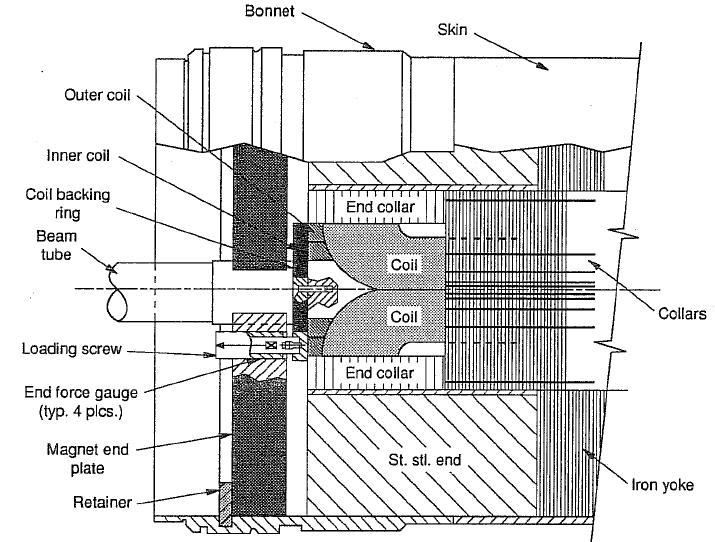 Bonnet
Skin
Outer coil
Inner coil
Coil backing
ring
Beam
tube
End collar
Coil
Coil
End collar
Collars
Loading screw
End force gauge
(typ. 4 plcs.)
Magnet end
plate
St. stl. end
Iron yoke
Retainer